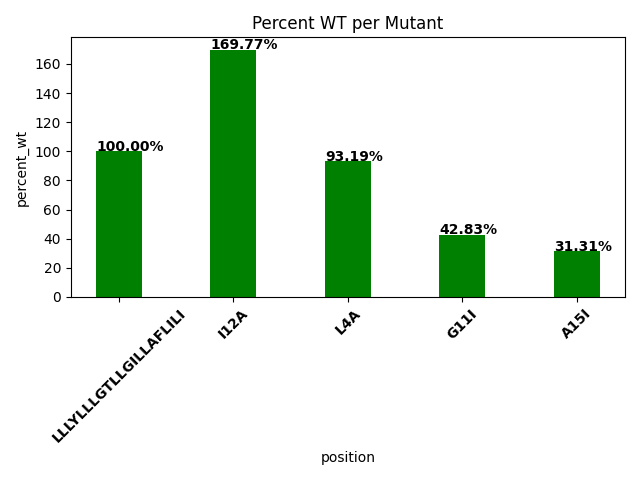 Percent WT per Mutant
169.77%
100.00%
93.19%
42.83%
31.31%
percent_wt
160
140
120
100
80
60
40
20
0
LLLYLLLGTLLGILLAFLILI
I12A
L4A
G11I
A15I
position